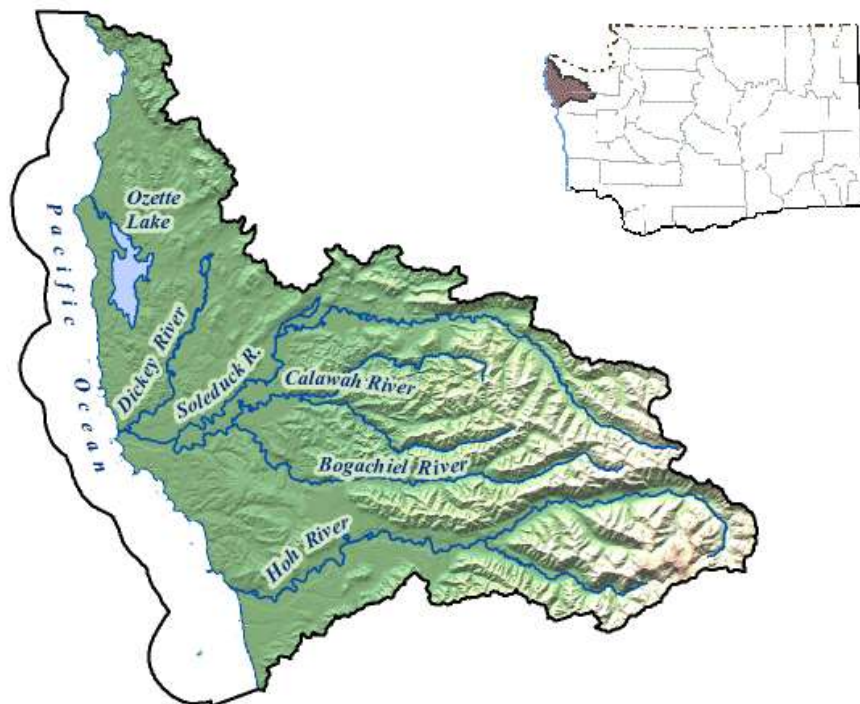 Ozette
Lake
Pacific Ocean
Dickey River
Soleduck R.
Calawah River
Bogachiel River
Hoh River